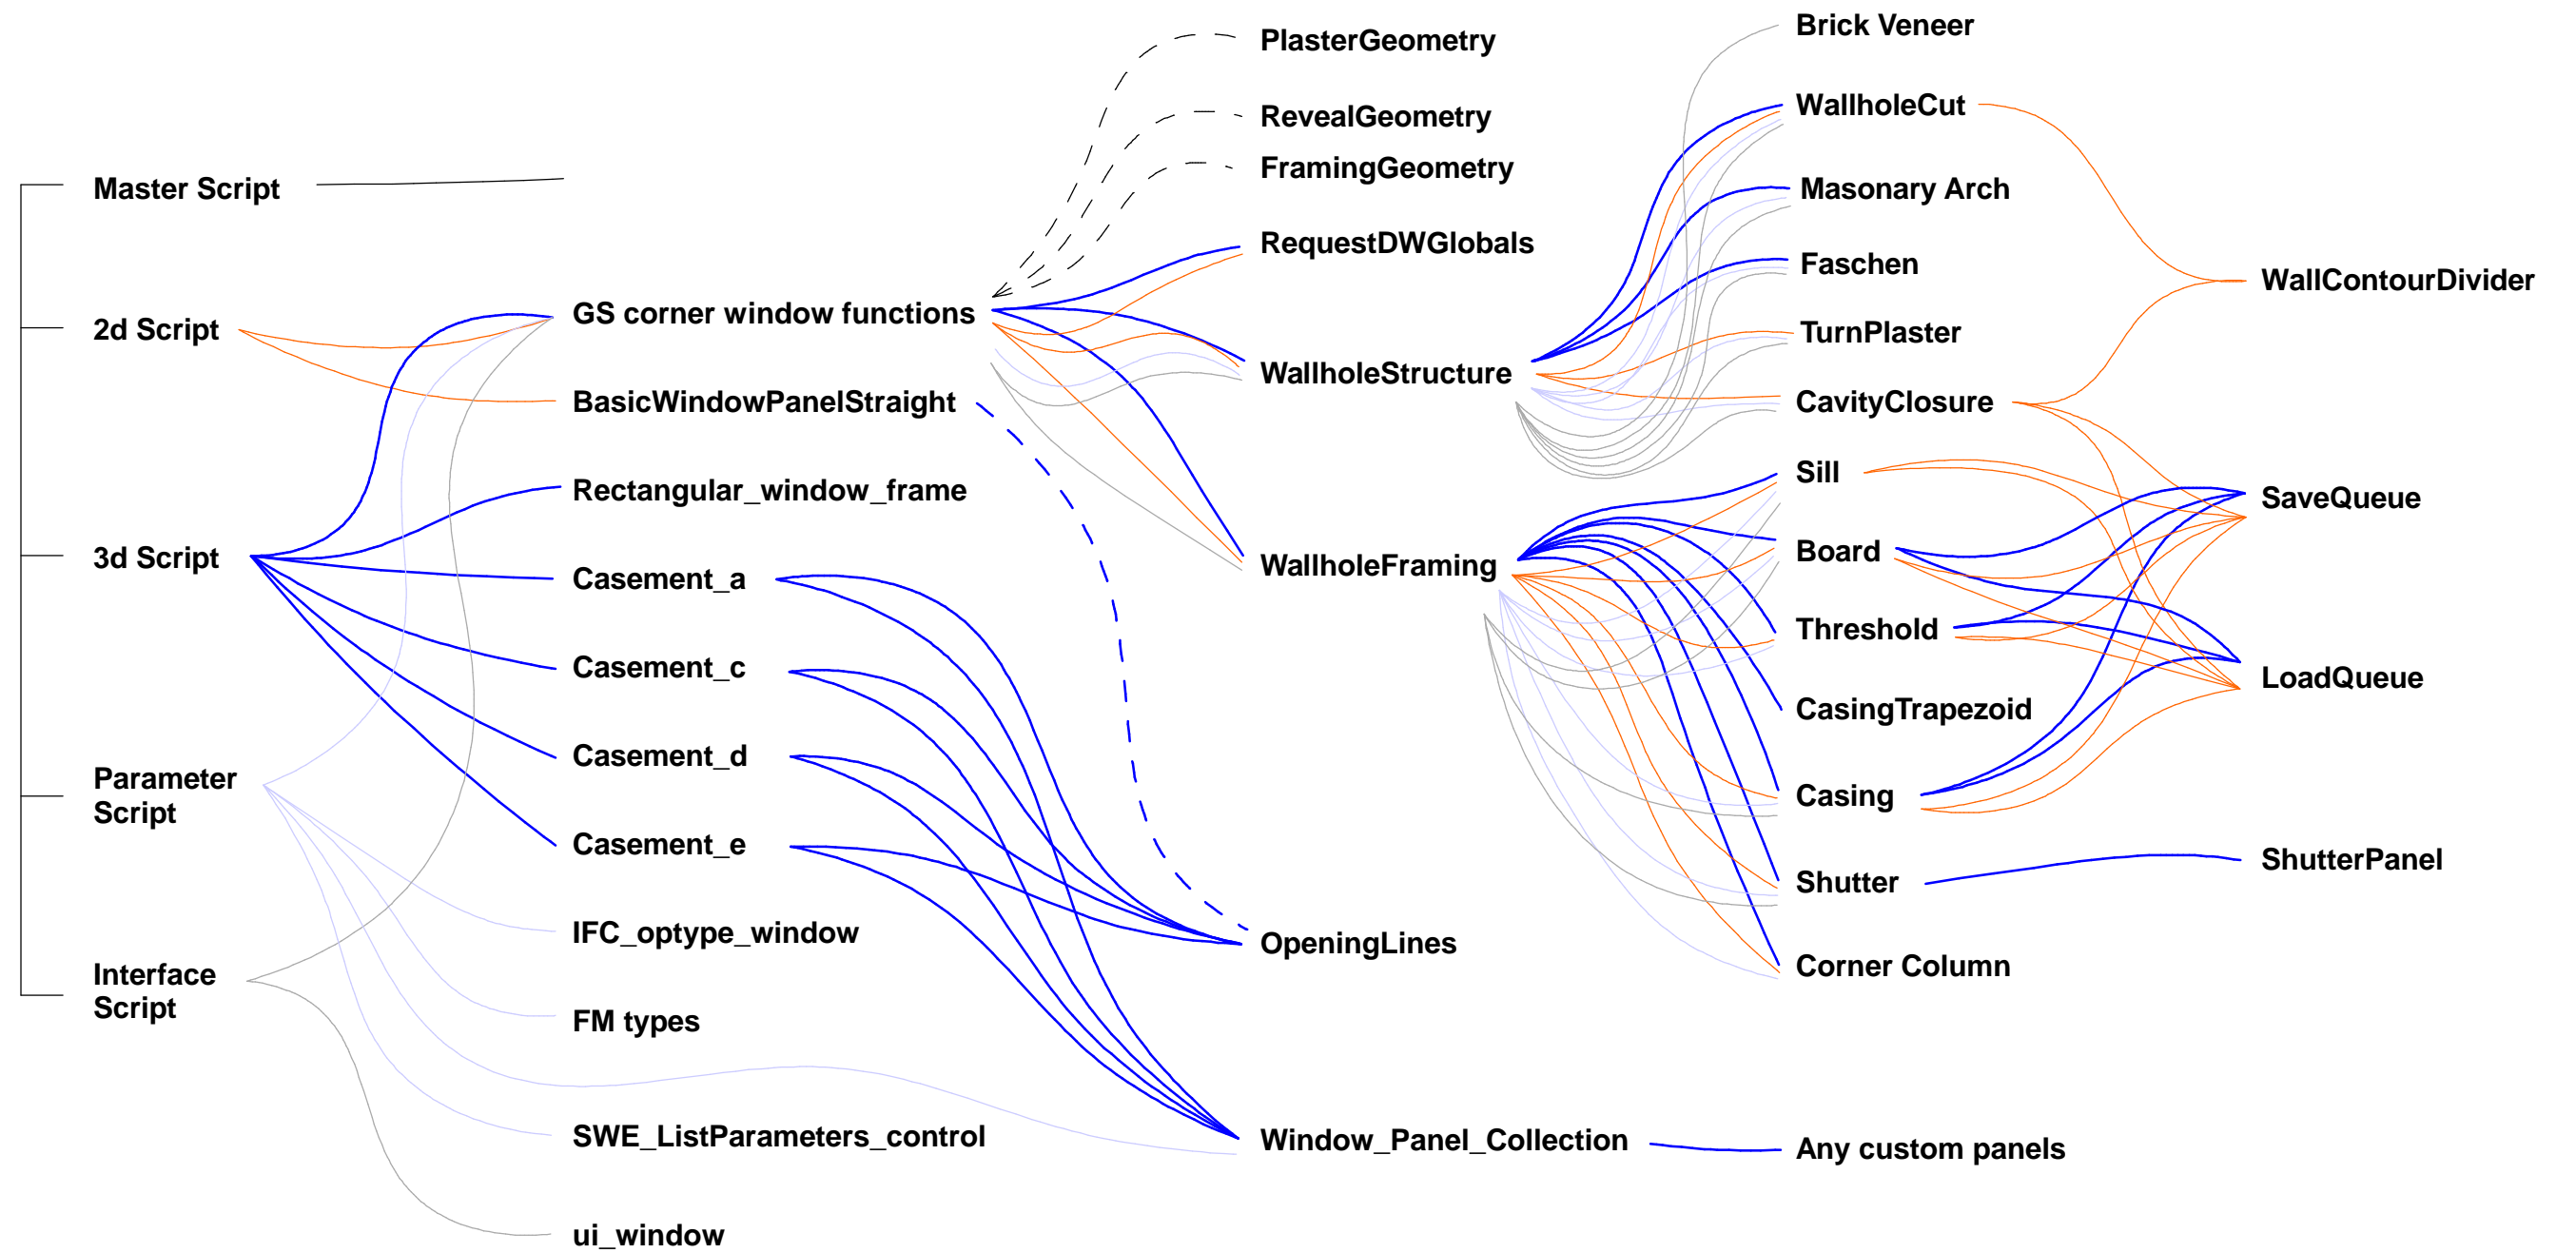 Master Script
2d Script
3d Script
Parameter
Script
Interface
Script
GS corner window functions
BasicWindowPanelStraight
Rectangular_window_frame
Casement_a
Casement_c
Casement_d
Casement_e
IFC_optype_window
FM types
SWE_ListParameters_control
ui_window
PlasterGeometry
RevealGeometry
FramingGeometry
RequestDWGlobals
WallholeStructure
WallholeFraming
OpeningLines
Window_Panel_Collection
Brick Veneer
WallholeCut
Masonary Arch
Faschen
TurnPlaster
CavityClosure
Sill
Board
Threshold
CasingTrapezoid
Casing
Shutter
Corner Column
Any custom panels
WallContourDivider
SaveQueue
LoadQueue
ShutterPanel